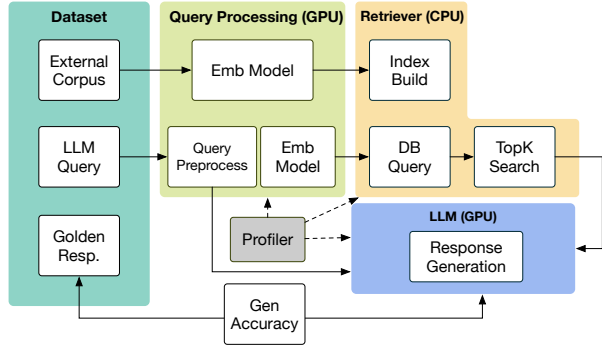 Dataset
Query Processing (GPU)
Retriever (CPU)
External
Corpus
Emb Model
Index
Build
LLM
Query
Query
Preprocess
Emb
Model
DB
Query
TopK
Search
Golden
Resp.
Profiler
LLM (GPU)
Response
Generation
Gen
Accuracy